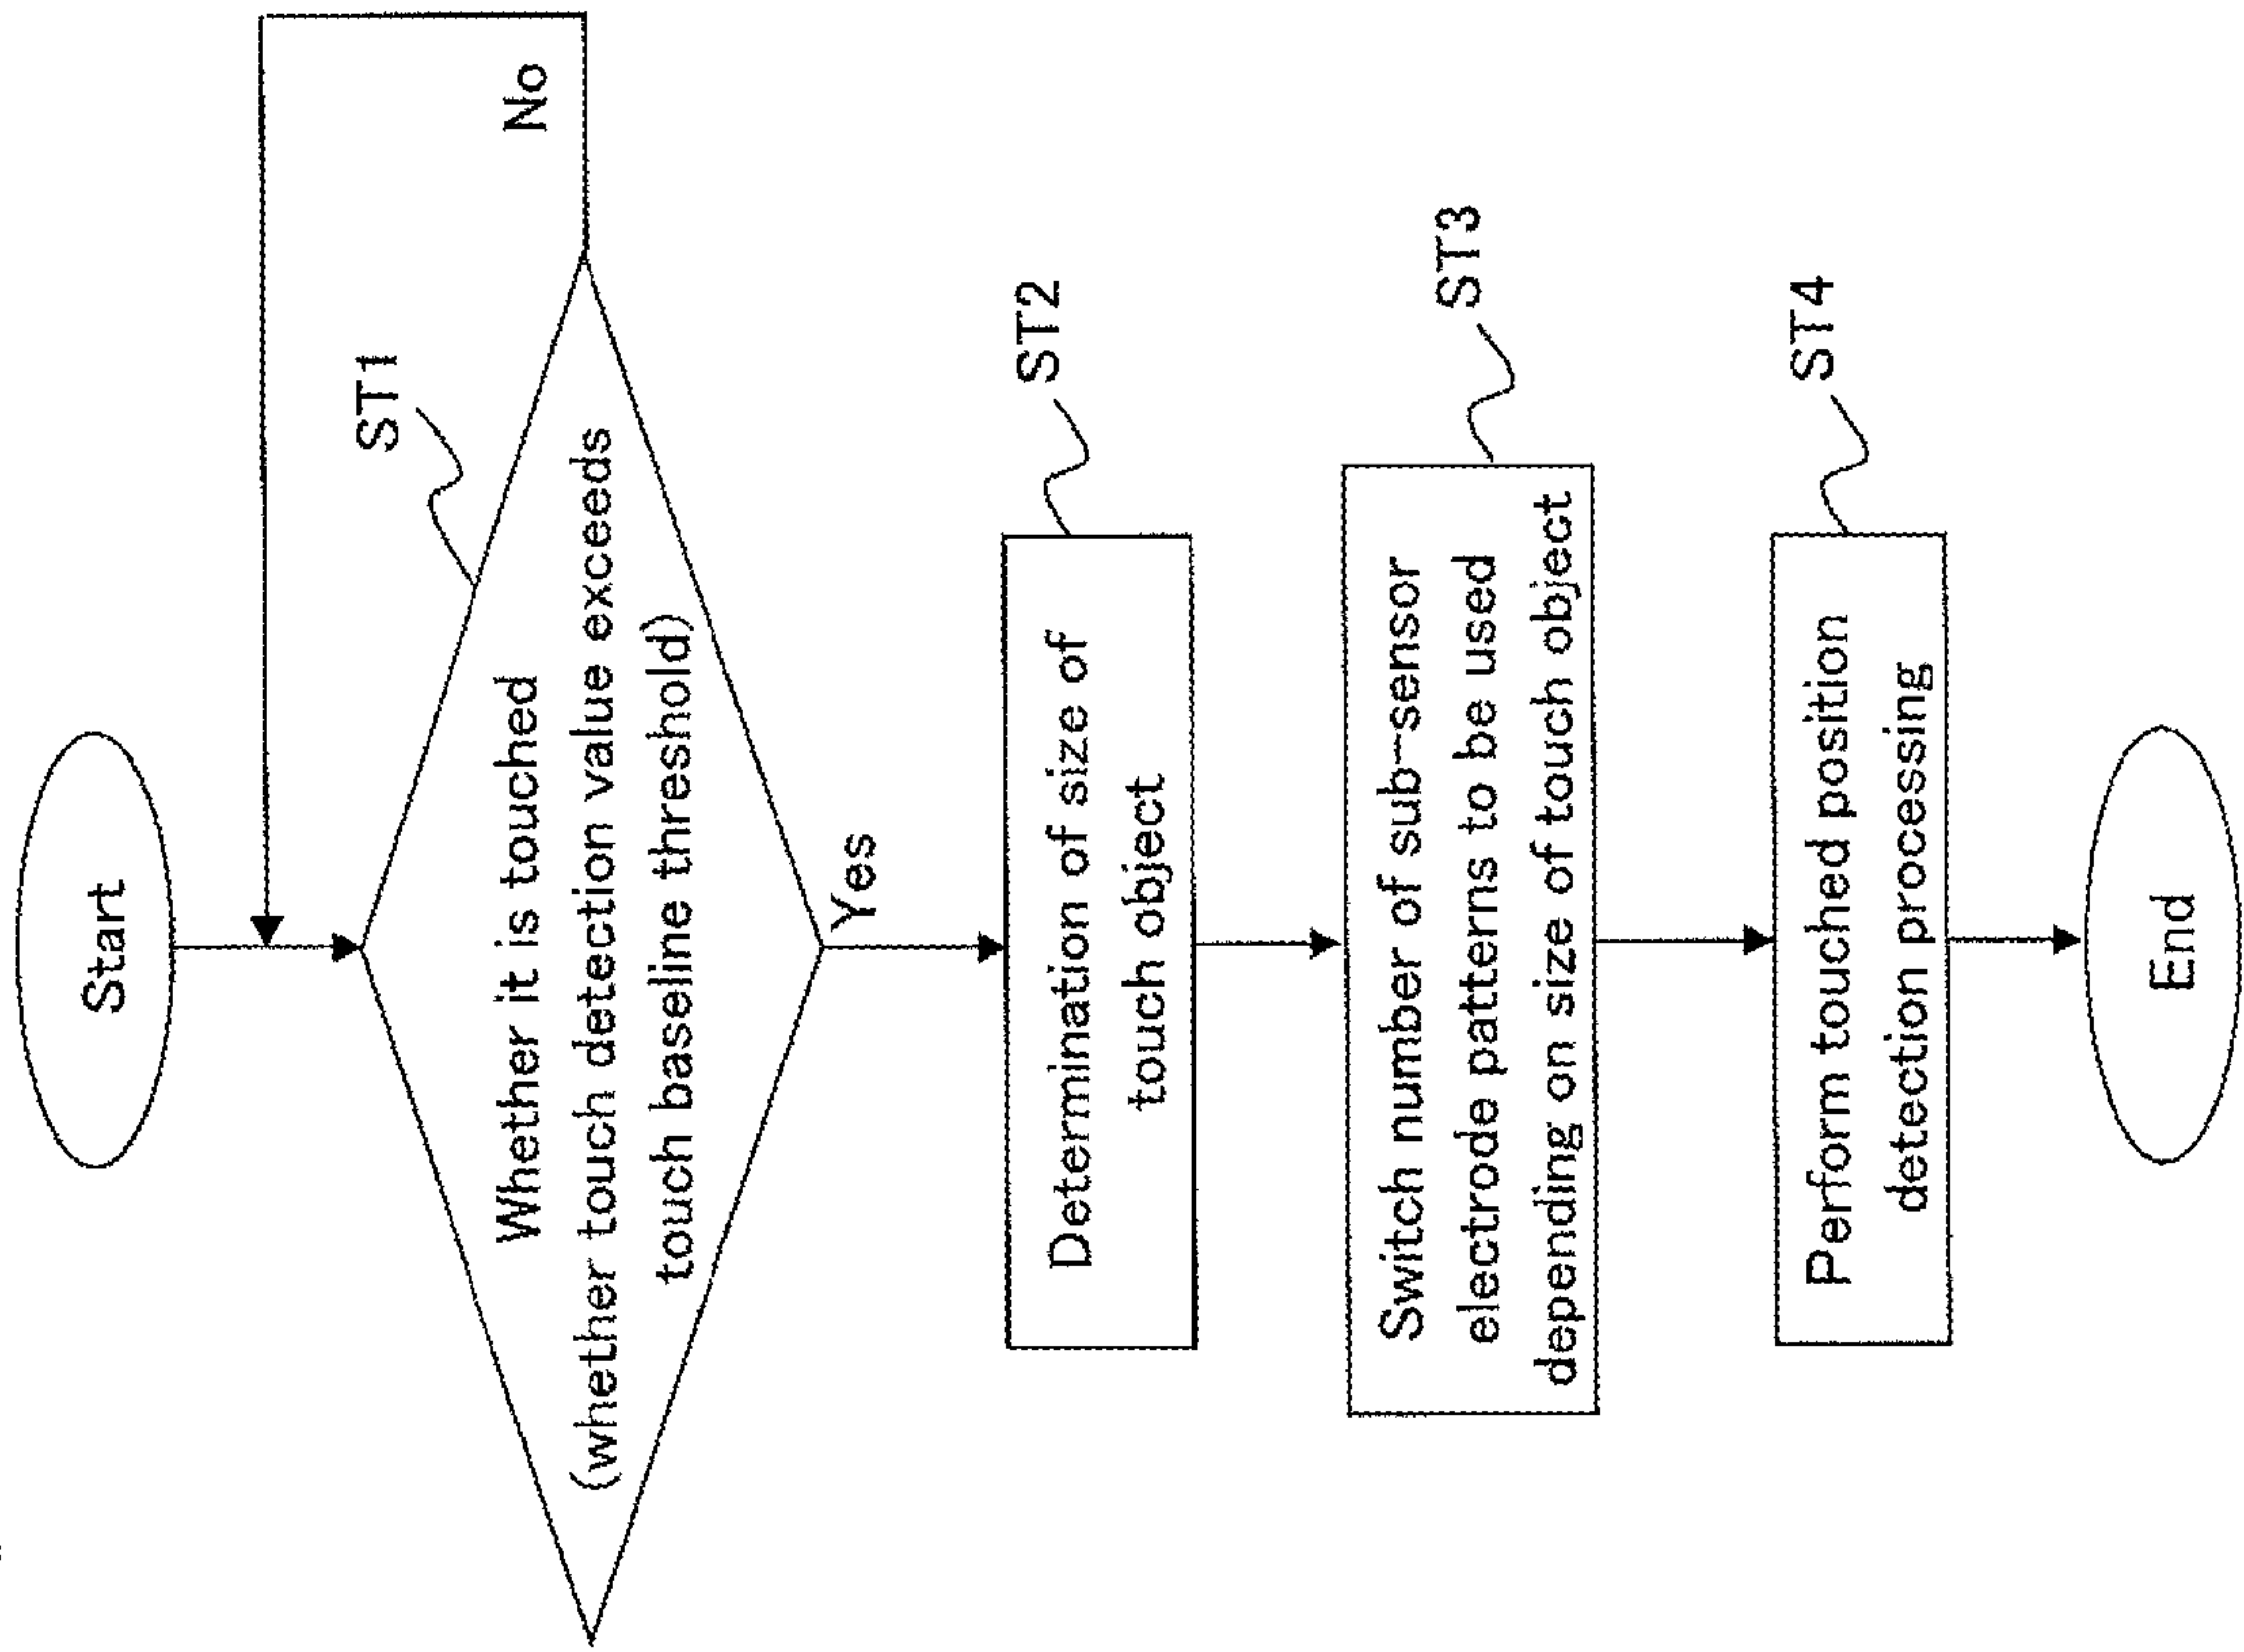 Start
No
ST1
Whether it is touched
(whether touch detection value exceeds
touch baseline threshold)
Yes
ST2
Determination of size of
touch object
ST3
Switch number of sub-sensor
electrode patterns to be used
depending on size of touch object
ST4
Perform touched position
detection processing
End